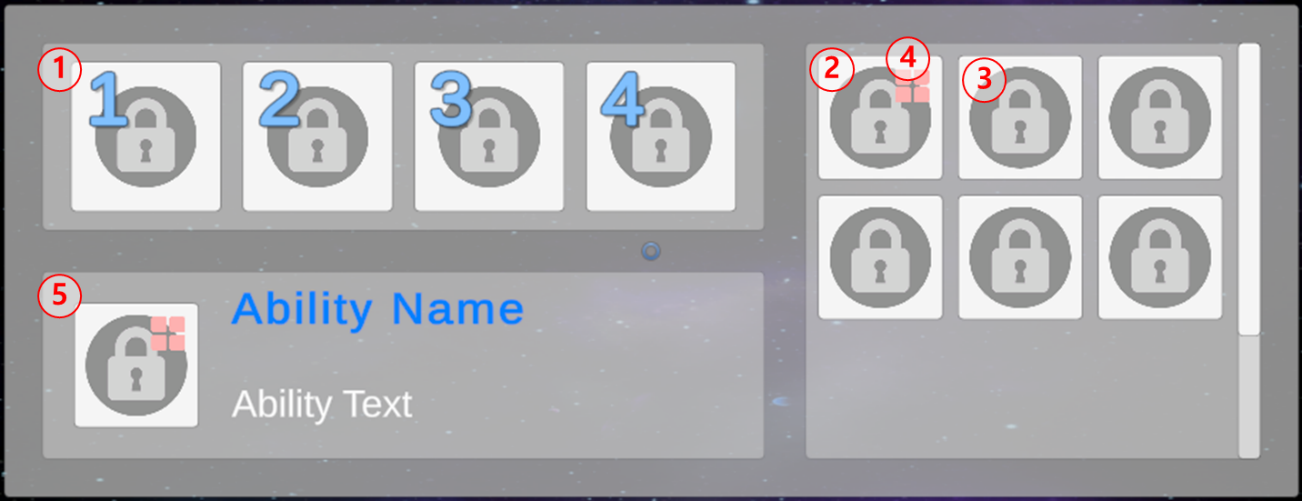 ① 1 2 3 4
② ④ ③
⑤ Ability Name
Ability Text